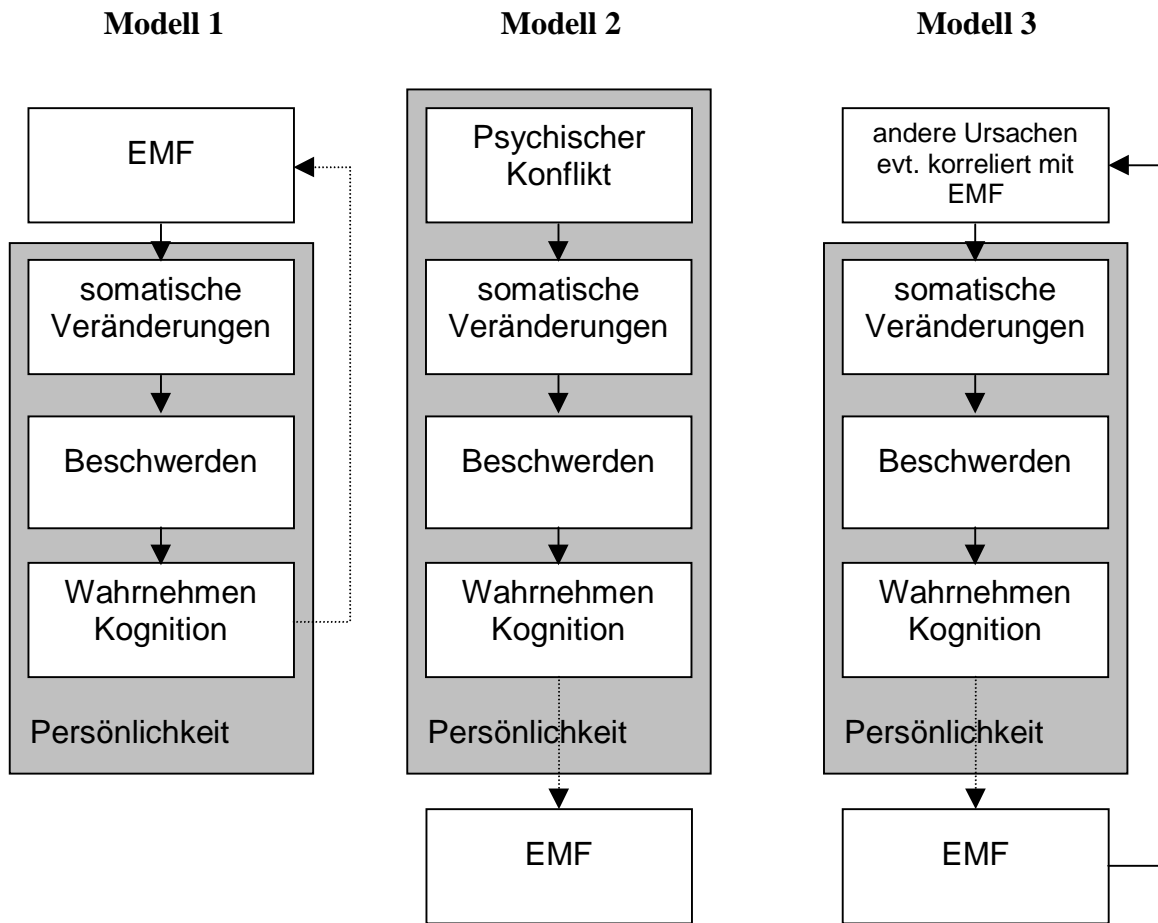 Modell 1
EMF
somatische
Veränderungen
Beschwerden
Wahrnehmen
Kognition
Persönlichkeit
Modell 2
Psychischer
Konflikt
somatische
Veränderungen
Beschwerden
Wahrnehmen
Kognition
Persönlichkeit
EMF
Modell 3
andere Ursachen
evt. korreliert mit
EMF
somatische
Veränderungen
Beschwerden
Wahrnehmen
Kognition
Persönlichkeit
EMF